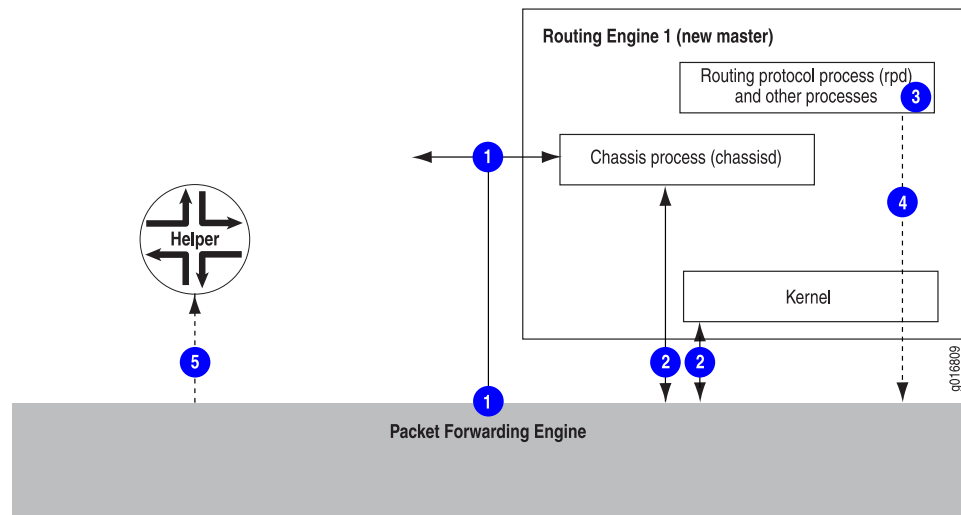 Routing Engine 1 (new master)
Routing protocol process (rpd)
and other processes
3
1
Chassis process (chassisd)
4
Helper
Kernel
5
2
2
g016809
1
Packet Forwarding Engine